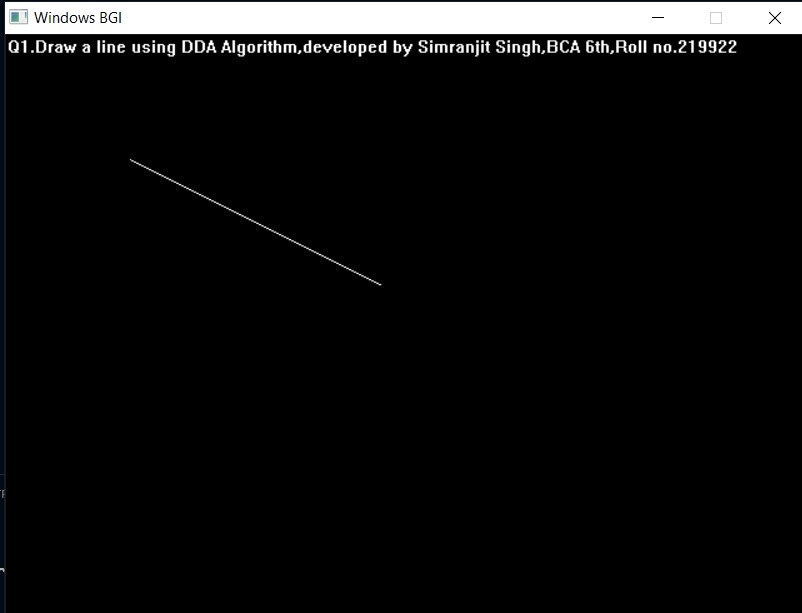 Windows BGI
Q1.Draw a line using DDA Algorithm,developed by Simranjit Singh,BCA 6th,Roll no.219922